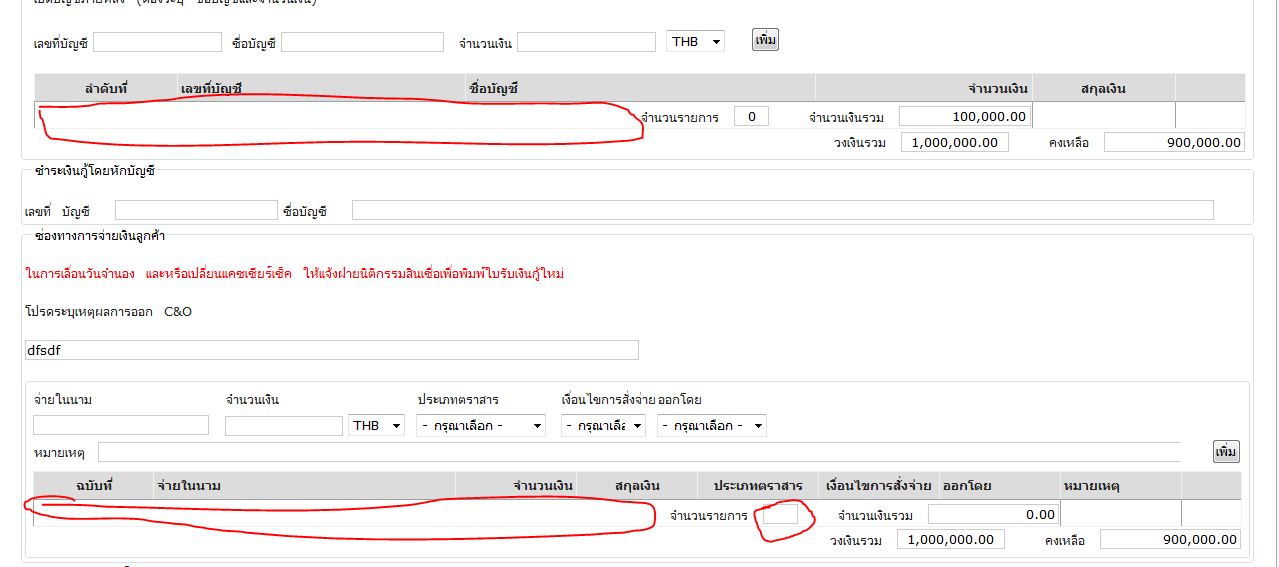 เลขที่บัญชี ชื่อบัญชี จำนวนเงิน THB เพิ่ม
ลำดับที่ เลขที่บัญชี ชื่อบัญชี จำนวนเงิน สกุลเงิน
จำนวนรายการ 0 จำนวนเงินรวม 100,000.00
วงเงินรวม 1,000,000.00 คงเหลือ 900,000.00
ชำระเงินกู้โดยหักบัญชี
เลขที่ บัญชี ชื่อบัญชี
ช่องทางการจ่ายเงินลูกค้า
ในการเลื่อนวันจำนอง และหรือเปลี่ยนแคชเชียร์เช็ค ให้แจ้งฝ่ายนิติกรรมสินเชื่อเพื่อพิมพ์ใบรับเงินกู้ใหม่
โปรดระบุเหตุผลการออก C&O
dfsdf
จ่ายในนาม จำนวนเงิน ประเภทตราสาร เงื่อนไขการสั่งจ่าย ออกโดย
THB - กรุณาเลือก - - กรุณาเลือ - กรุณาเลือก -
หมายเหตุ เพิ่ม
ฉบับที่ จ่ายในนาม จำนวนเงิน สกุลเงิน ประเภทตราสาร เงื่อนไขการสั่งจ่าย ออกโดย หมายเหตุ
จำนวนรายการ จำนวนเงินรวม 0.00
วงเงินรวม 1,000,000.00 คงเหลือ 900,000.00